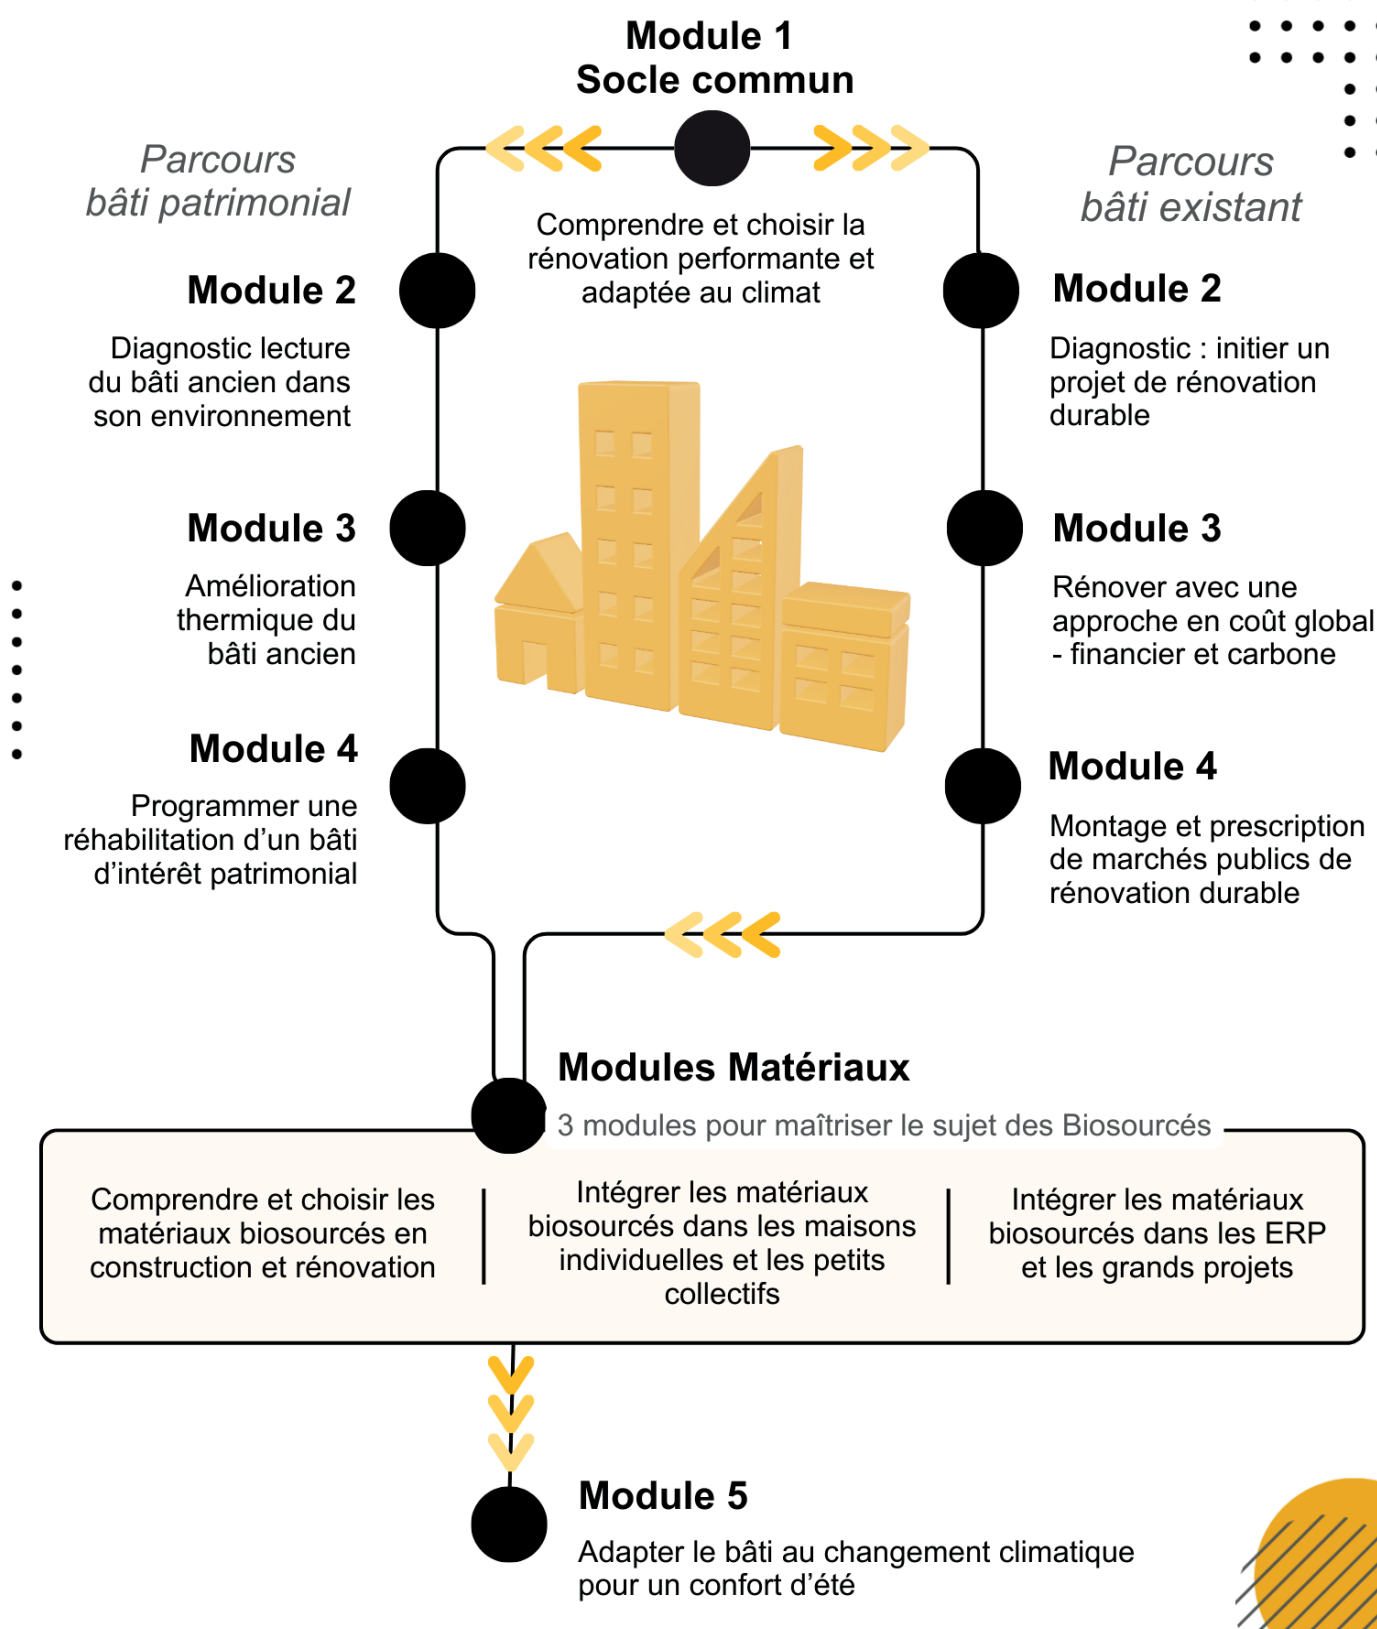 Module 1
Socle commun
Comprendre et choisir la
rénovation performante et
adaptée au climat
Parcours
bâti patrimonial
Module 2
Diagnostic lecture
du bâti ancien dans
son environnement
Module 3
Amélioration
thermique du
bâti ancien
Module 4
Programmer une
réhabilitation d’un bâti
d’intérêt patrimonial
Parcours
bâti existant
Module 2
Diagnostic : initier un
projet de rénovation
durable
Module 3
Rénover avec une
approche en coût global
- financier et carbone
Module 4
Montage et prescription
de marchés publics de
rénovation durable
Modules Matériaux
3 modules pour maîtriser le sujet des Biosourcés
Comprendre et choisir les
matériaux biosourcés en
construction et rénovation
Intégrer les matériaux
biosourcés dans les maisons
individuelles et les petits
collectifs
Intégrer les matériaux
biosourcés dans les ERP
et les grands projets
Module 5
Adapter le bâti au changement climatique
pour un confort d’été